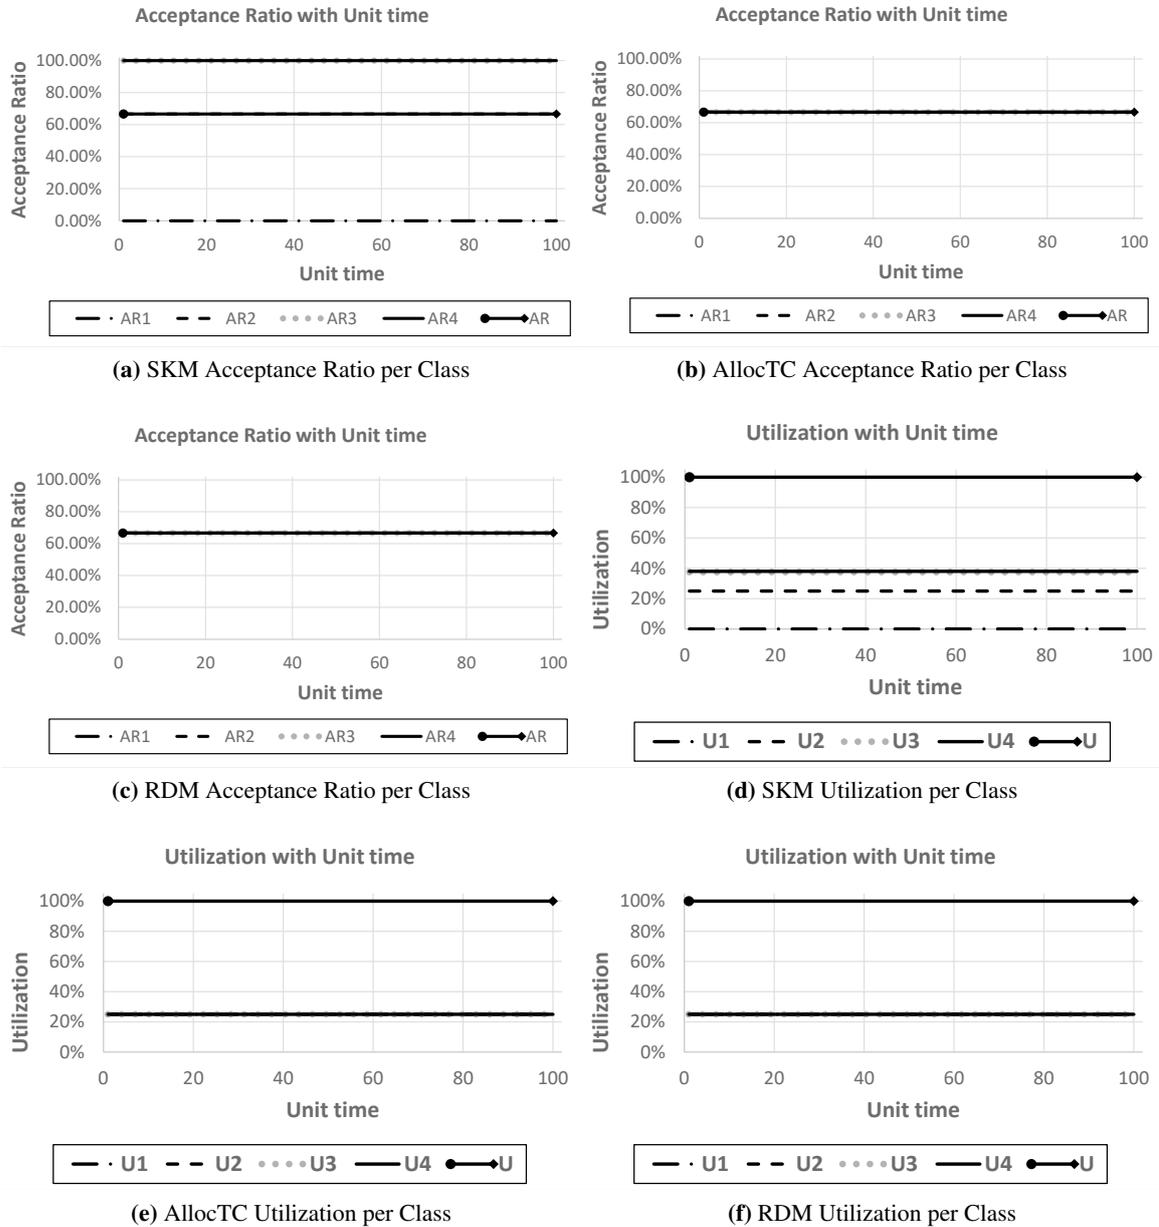 Acceptance Ratio with Unit time
Acceptance Ratio
100.00%
80.00%
60.00%
40.00%
20.00%
0.00%
0 20 40 60 80 100
Unit time
AR1 AR2 AR3 AR4 AR
(a) SKM Acceptance Ratio per Class
Acceptance Ratio with Unit time
Acceptance Ratio
100.00%
80.00%
60.00%
40.00%
20.00%
0.00%
0 20 40 60 80 100
Unit time
AR1 AR2 AR3 AR4 AR
(b) AllocTC Acceptance Ratio per Class
Acceptance Ratio with Unit time
Acceptance Ratio
100.00%
80.00%
60.00%
40.00%
20.00%
0.00%
0 20 40 60 80 100
Unit time
AR1 AR2 AR3 AR4 AR
(c) RDM Acceptance Ratio per Class
Utilization with Unit time
Utilization
100%
80%
60%
40%
20%
0%
0 20 40 60 80 100
Unit time
U1 U2 U3 U4 U
(d) SKM Utilization per Class
Utilization with Unit time
Utilization
100%
80%
60%
40%
20%
0%
0 20 40 60 80 100
Unit time
U1 U2 U3 U4 U
(e) AllocTC Utilization per Class
Utilization with Unit time
Utilization
100%
80%
60%
40%
20%
0%
0 20 40 60 80 100
Unit time
U1 U2 U3 U4 U
(f) RDM Utilization per Class